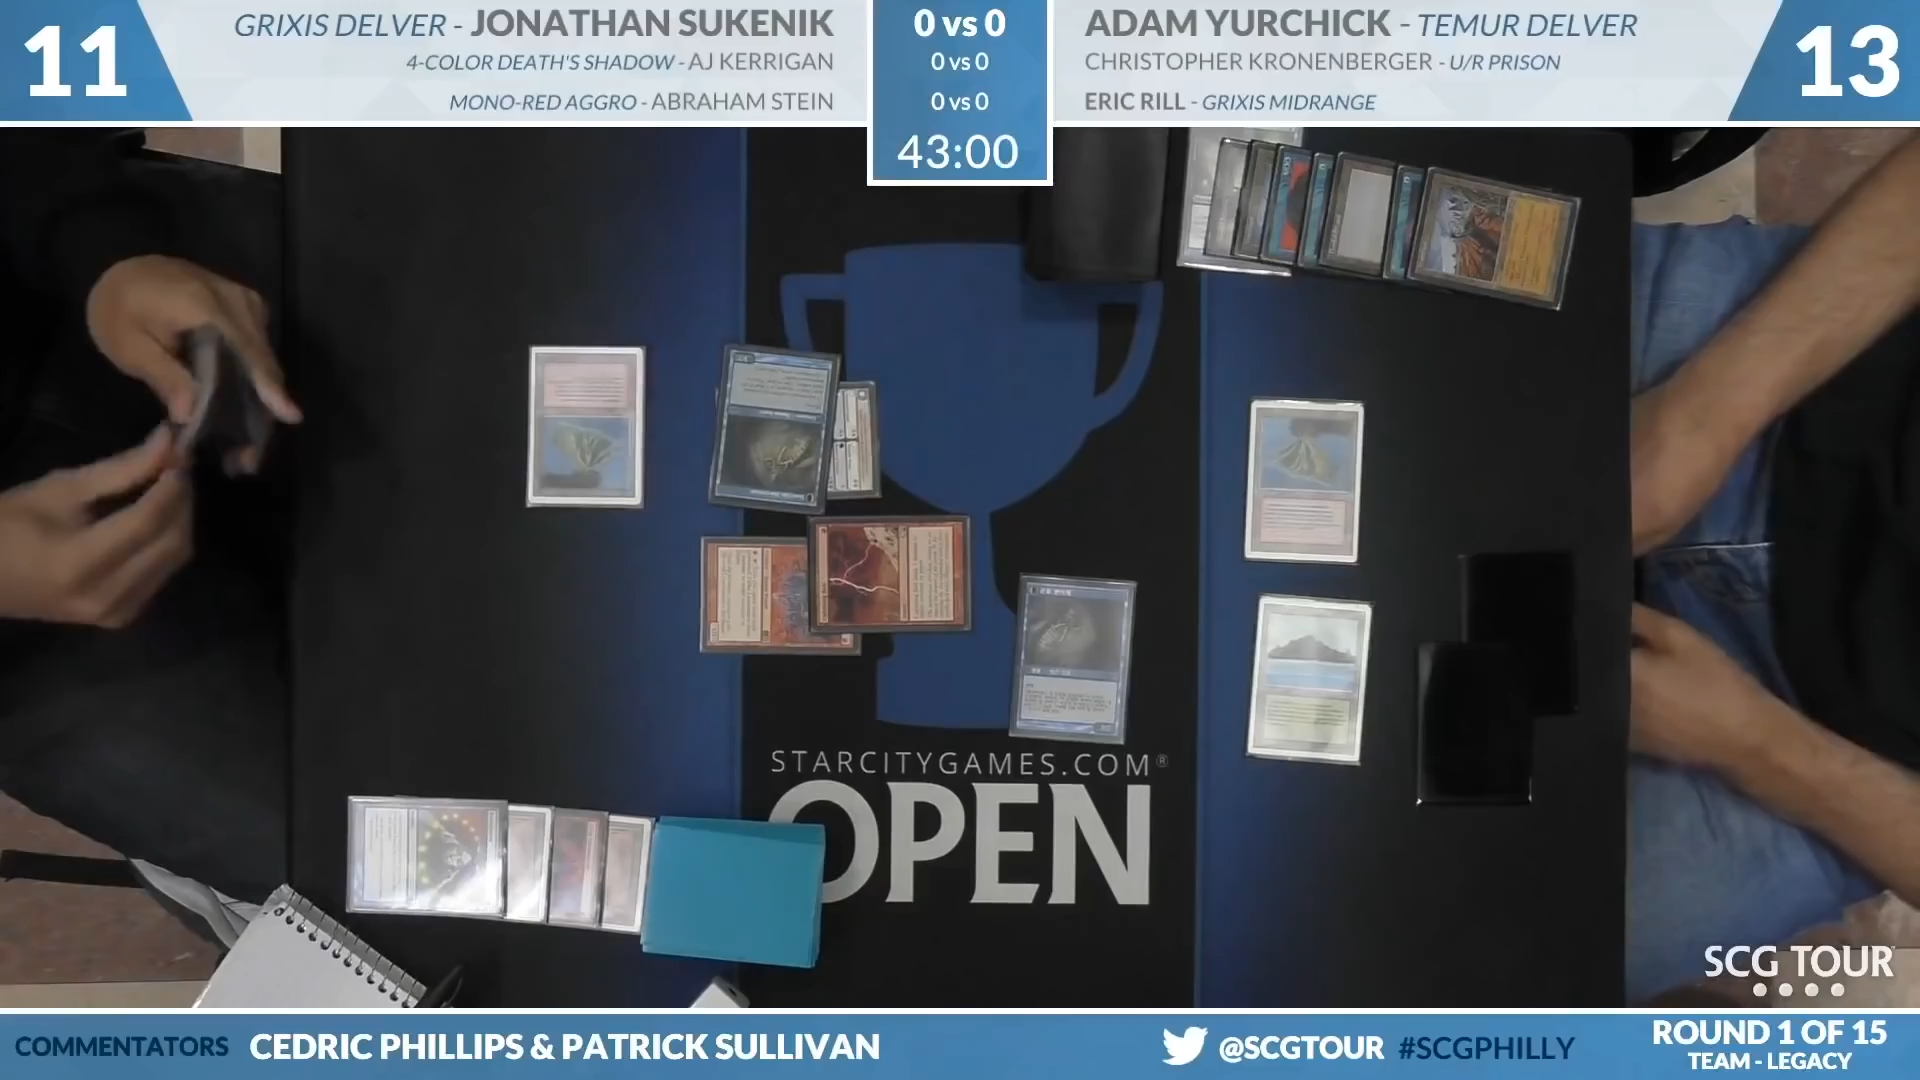 11
GRIXIS DELVER - JONATHAN SUKENIK
4-COLOR DEATH'S SHADOW - AJ KERRIGAN
MONO-RED AGGRO - ABRAHAM STEIN
0 vs 0
0 vs 0
0 vs 0
43:00
ADAM YURCHICK - TEMUR DELVER
CHRISTOPHER KRONENBERGER - U/R PRISON
ERIC RILL - GRIXIS MIDRANGE
13
STARCITYGAMES.COM®
OPEN
SCG TOUR
COMMENTATORS CEDRIC PHILLIPS & PATRICK SULLIVAN
@SCGTOUR #SCGPHILLY
ROUND 1 OF 15
TEAM - LEGACY